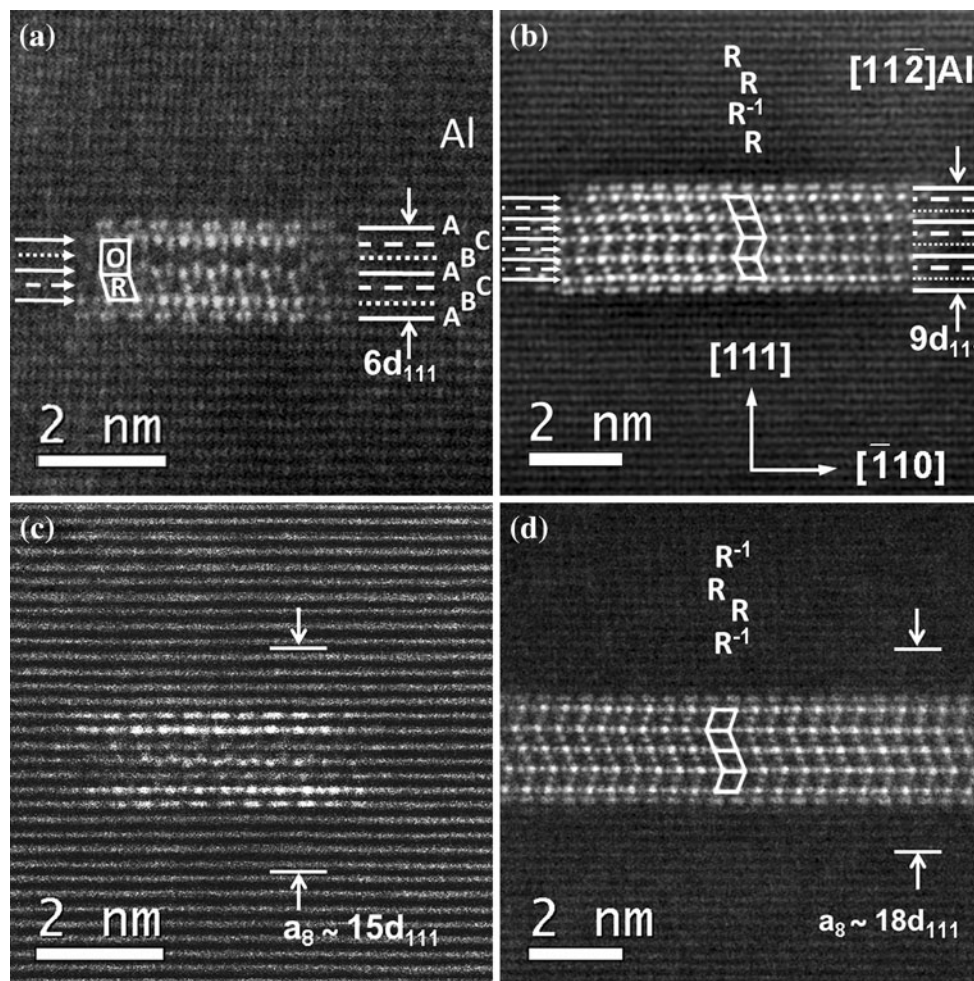 (a)
Al
O
R
A
C
B
A
C
B
A
6d₁₁₁
2 nm
(b)
R
R
R⁻¹
R
[112̅]Al
9d₁₁
[111]
[1̅10]
2 nm
(c)
a₈ ~ 15d₁₁₁
2 nm
(d)
R⁻¹
R
R
R⁻¹
a₈ ~ 18d₁₁₁
2 nm